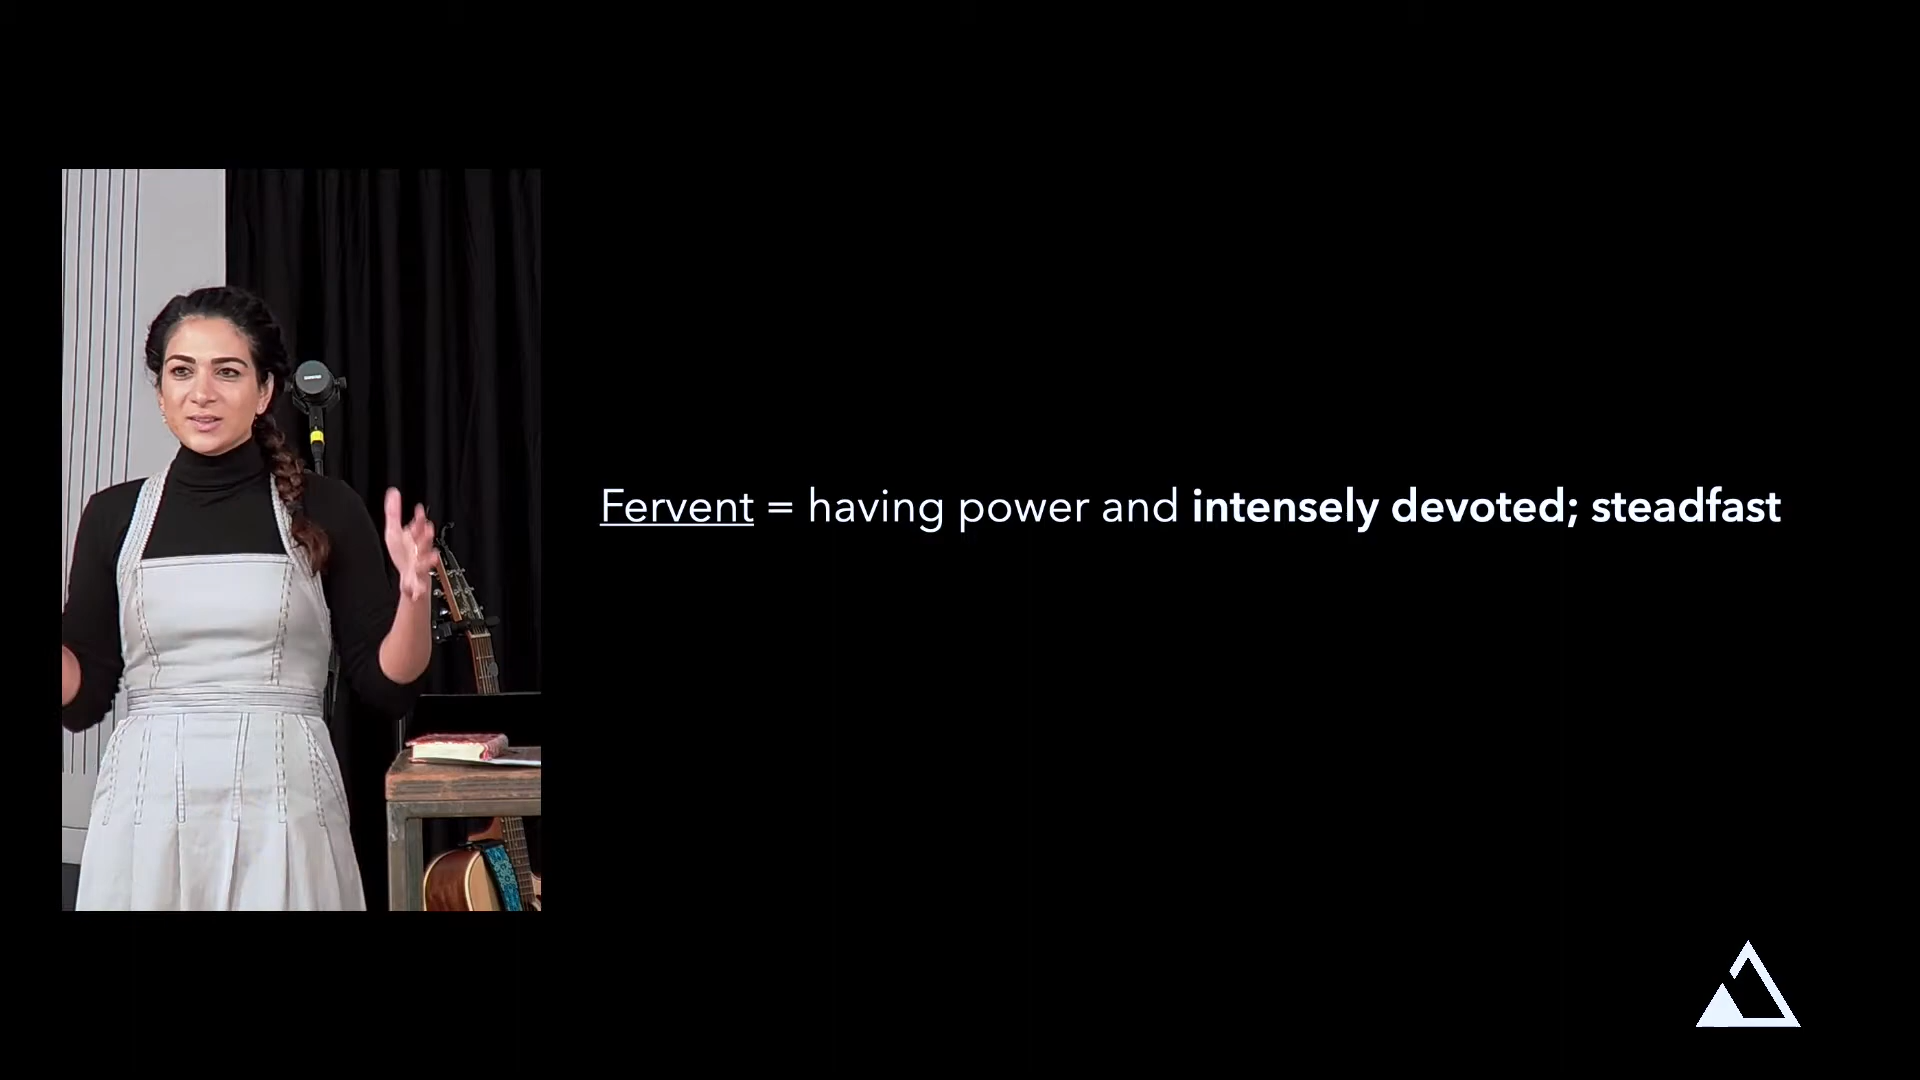 Fervent = having power and intensely devoted; steadfast